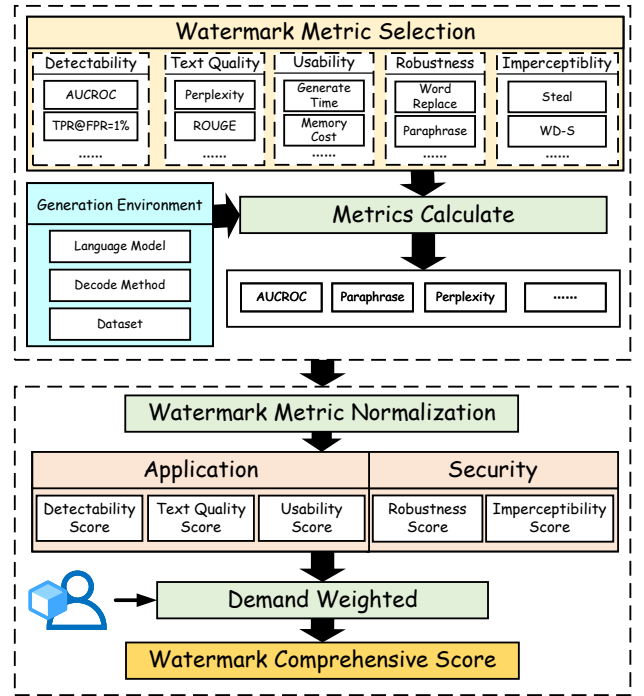 Watermark Metric Selection
Detectability
AUCROC
TPR@FPR=1%
......
Text Quality
Perplexity
ROUGE
......
Usability
Generate
Time
Memory
Cost
......
Robustness
Word
Replace
Paraphrase
......
Imperceptiblity
Steal
WD-S
......
Generation Environment
Language Model
Decode Method
Dataset
Metrics Calculate
AUCROC
Paraphrase
Perplexity
......
Watermark Metric Normalization
Application
Security
Detectability
Score
Text Quality
Score
Usability
Score
Robustness
Score
Imperceptibility
Score
Demand Weighted
Watermark Comprehensive Score